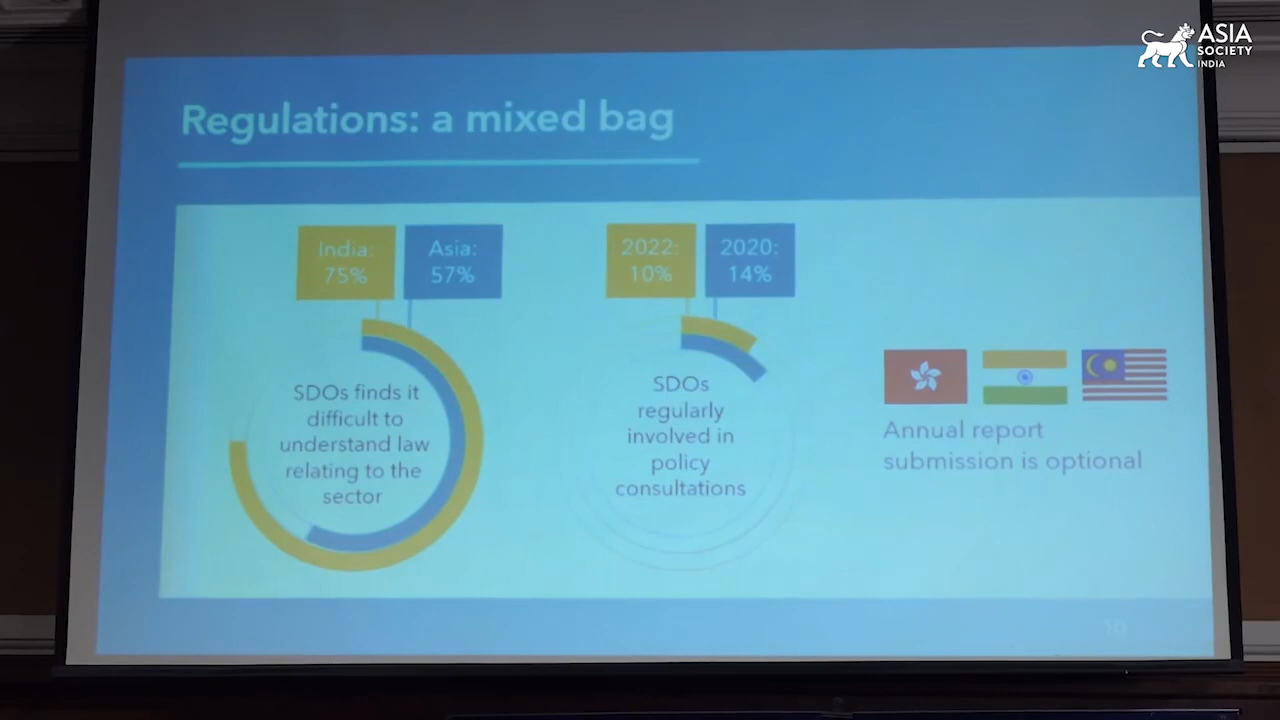 ASIA
SOCIETY
INDIA
Regulations: a mixed bag
India:
75%
Asia:
57%
SDOs finds it
difficult to
understand law
relating to the
sector
2022:
10%
2020:
14%
SDOs
regularly
involved in
policy
consultations
Annual report
submission is optional
10